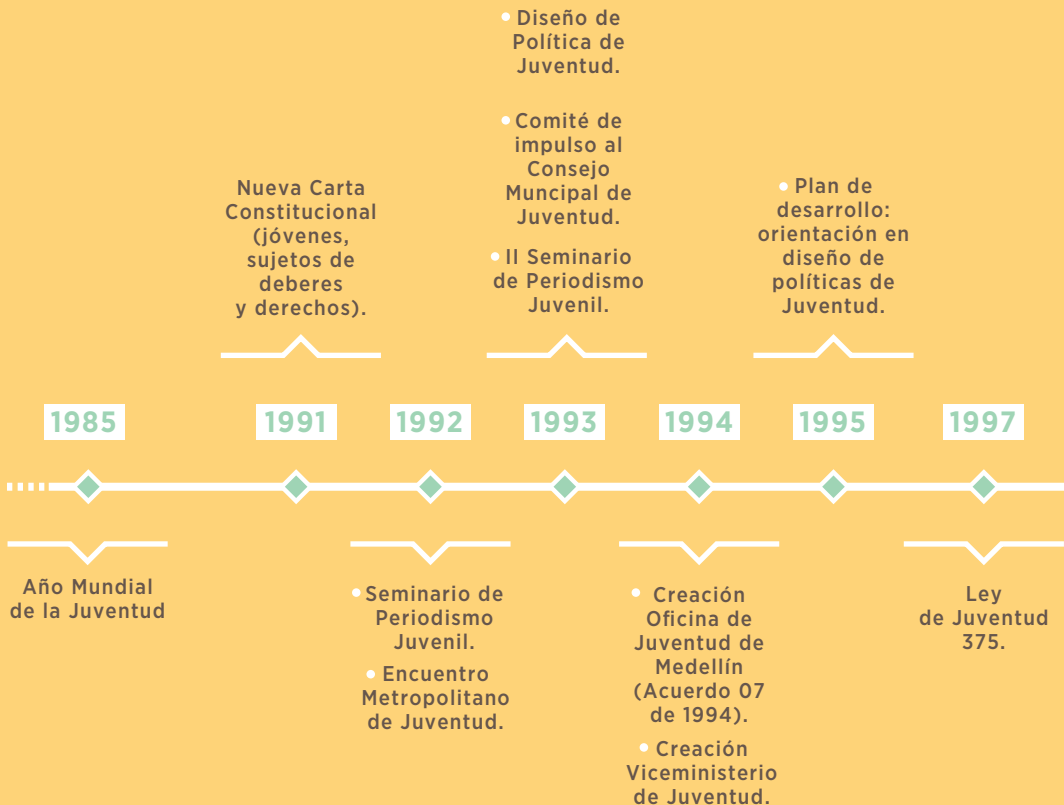 • Diseño de
Política de
Juventud.
• Comité de
impulso al
Consejo
Muncipal de
Juventud.
• II Seminario
de Periodismo
Juvenil.
Nueva Carta
Constitucional
(jóvenes,
sujetos de
deberes
y derechos).
• Plan de
desarrollo:
orientación en
diseño de
políticas de
Juventud.
1985
1991
1992
1993
1994
1995
1997
Año Mundial
de la Juventud
• Seminario de
Periodismo
Juvenil.
• Encuentro
Metropolitano
de Juventud.
• Creación
Oficina de
Juventud de
Medellín
(Acuerdo 07
de 1994).
• Creación
Viceministerio
de Juventud.
Ley
de Juventud
375.